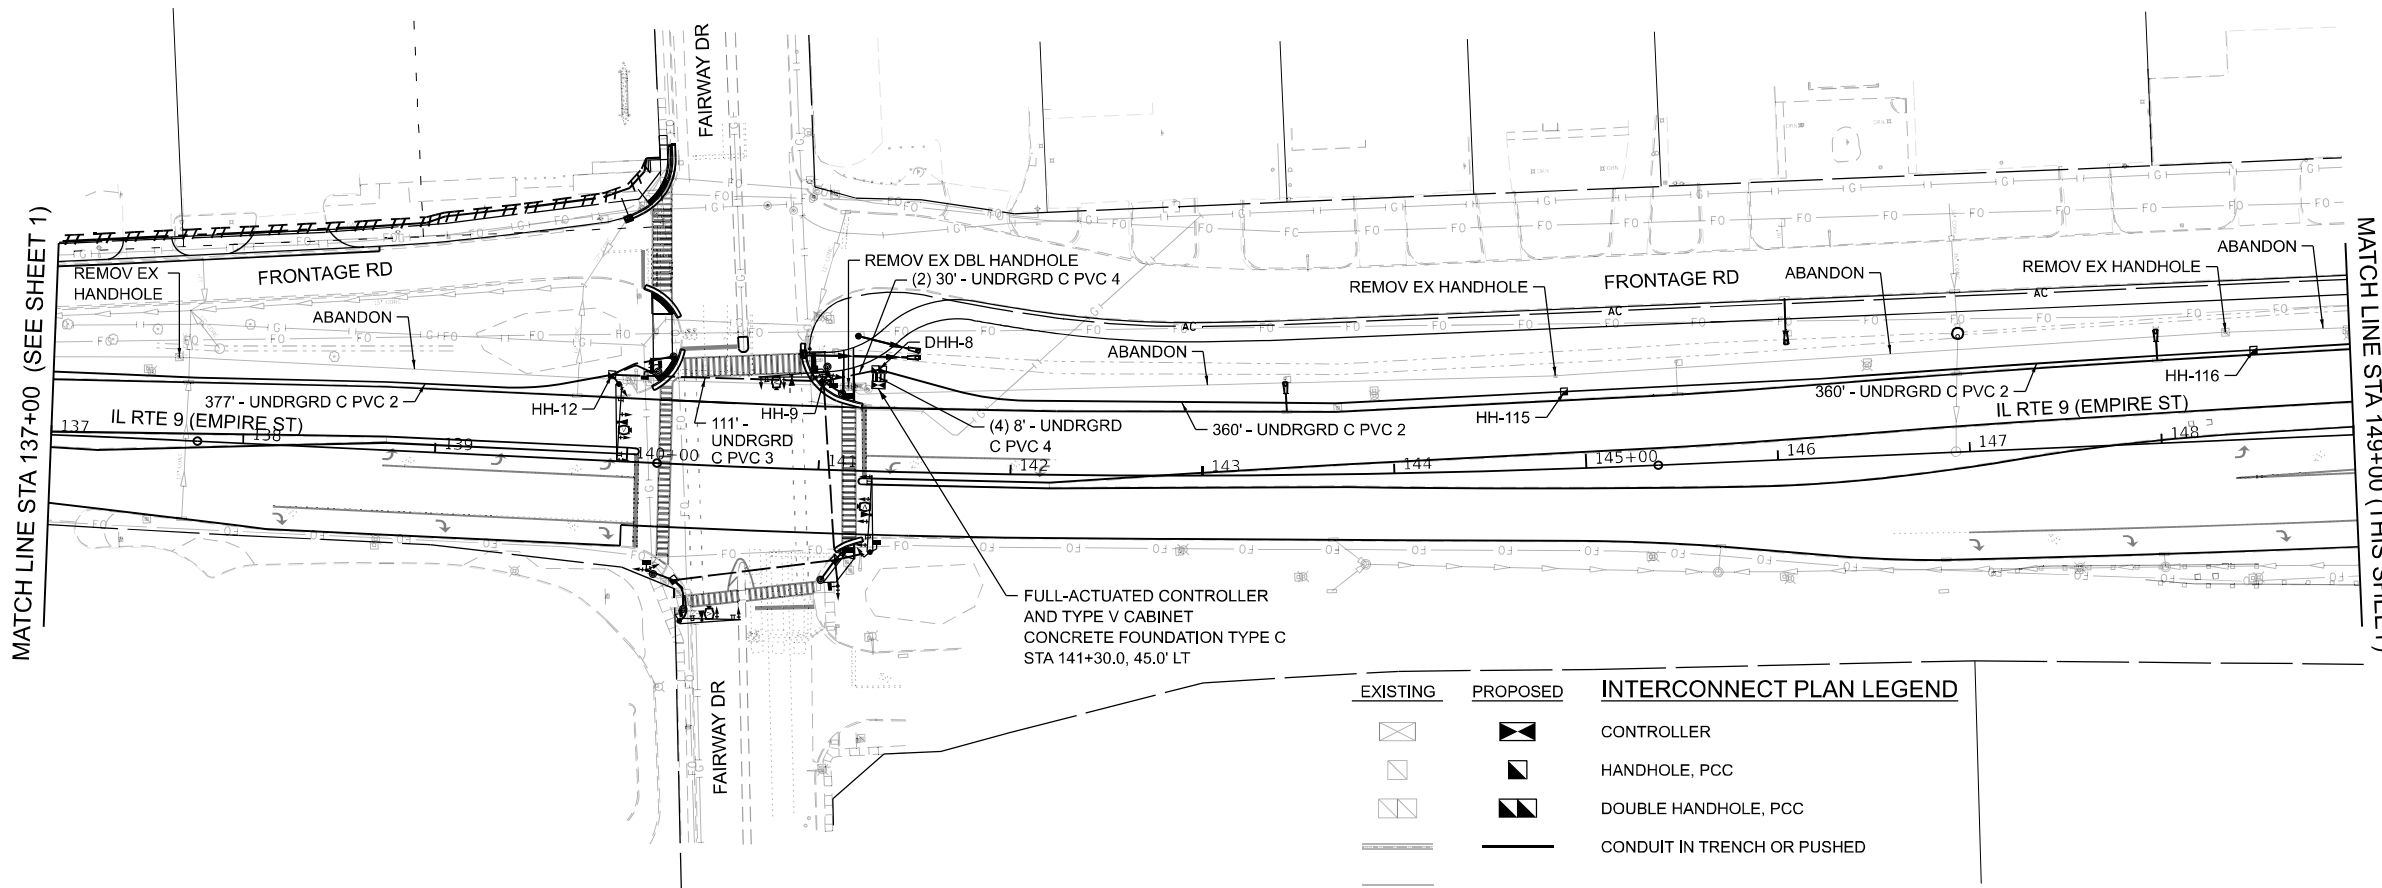 FAIRWAY DR
MATCH LINE STA 137+00 (SEE SHEET 1)
MATCH LINE STA 149+00 (THIS SHEET)
REMOV EX
HANDHOLE
FRONTAGE RD
ABANDON
377' - UNDRGRD C PVC 2
HH-12
IL RTE 9 (EMPIRE ST)
111' -
UNDRGRD
C PVC 3
HH-9
REMOV EX DBL HANDHOLE
(2) 30' - UNDRGRD C PVC 4
DHH-8
ABANDON
(4) 8' - UNDRGRD
C PVC 4
360' - UNDRGRD C PVC 2
REMOV EX HANDHOLE
FRONTAGE RD
ABANDON
REMOV EX HANDHOLE
ABANDON
AC
AC
AC
HH-115
360' - UNDRGRD C PVC 2
HH-116
IL RTE 9 (EMPIRE ST)
137
138
139
140+00
141
142
143
144
145+00
146
147
148
FULL-ACTUATED CONTROLLER
AND TYPE V CABINET
CONCRETE FOUNDATION TYPE C
STA 141+30.0, 45.0' LT
FAIRWAY DR
EXISTING PROPOSED INTERCONNECT PLAN LEGEND
CONTROLLER
HANDHOLE, PCC
DOUBLE HANDHOLE, PCC
CONDUIT IN TRENCH OR PUSHED